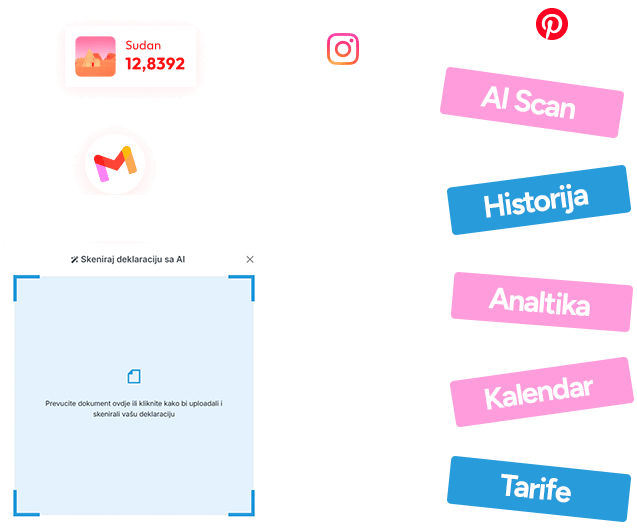 Sudan
12,8392
AI Scan
Historija
Skeniraj deklaraciju sa AI
Analtika
Prevucite dokument ovdje ili kliknite kako bi uploadali i
skenirali vašu deklaraciju
Kalendar
Tarife